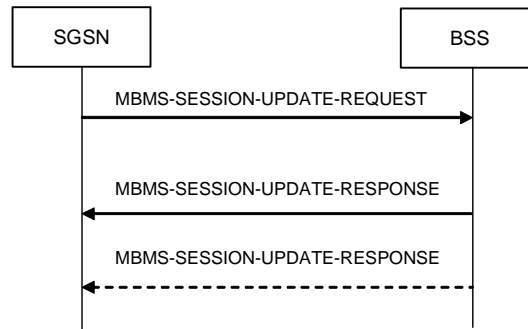 SGSN
BSS
MBMS-SESSION-UPDATE-REQUEST
MBMS-SESSION-UPDATE-RESPONSE
MBMS-SESSION-UPDATE-RESPONSE